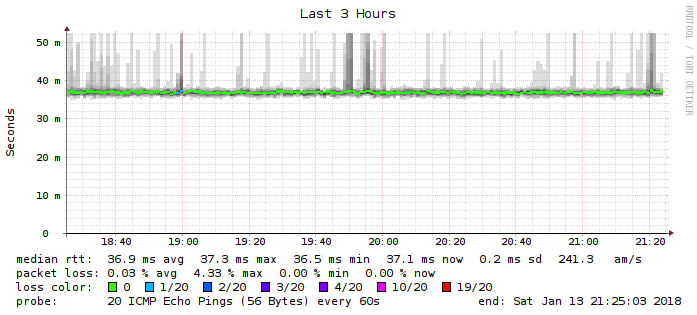 Last 3 Hours
RRDTOOL / TOBI OETIKER
Seconds
50 m
40 m
30 m
20 m
10 m
0
18:40 19:00 19:20 19:40 20:00 20:20 20:40 21:00 21:20
median rtt: 36.9 ms avg 37.3 ms max 36.5 ms min 37.1 ms now 0.2 ms sd 241.3 am/s
packet loss: 0.03 % avg 4.33 % max 0.00 % min 0.00 % now
loss color: 0 1/20 2/20 3/20 4/20 10/20 19/20
probe: 20 ICMP Echo Pings (56 Bytes) every 60s end: Sat Jan 13 21:25:03 2018